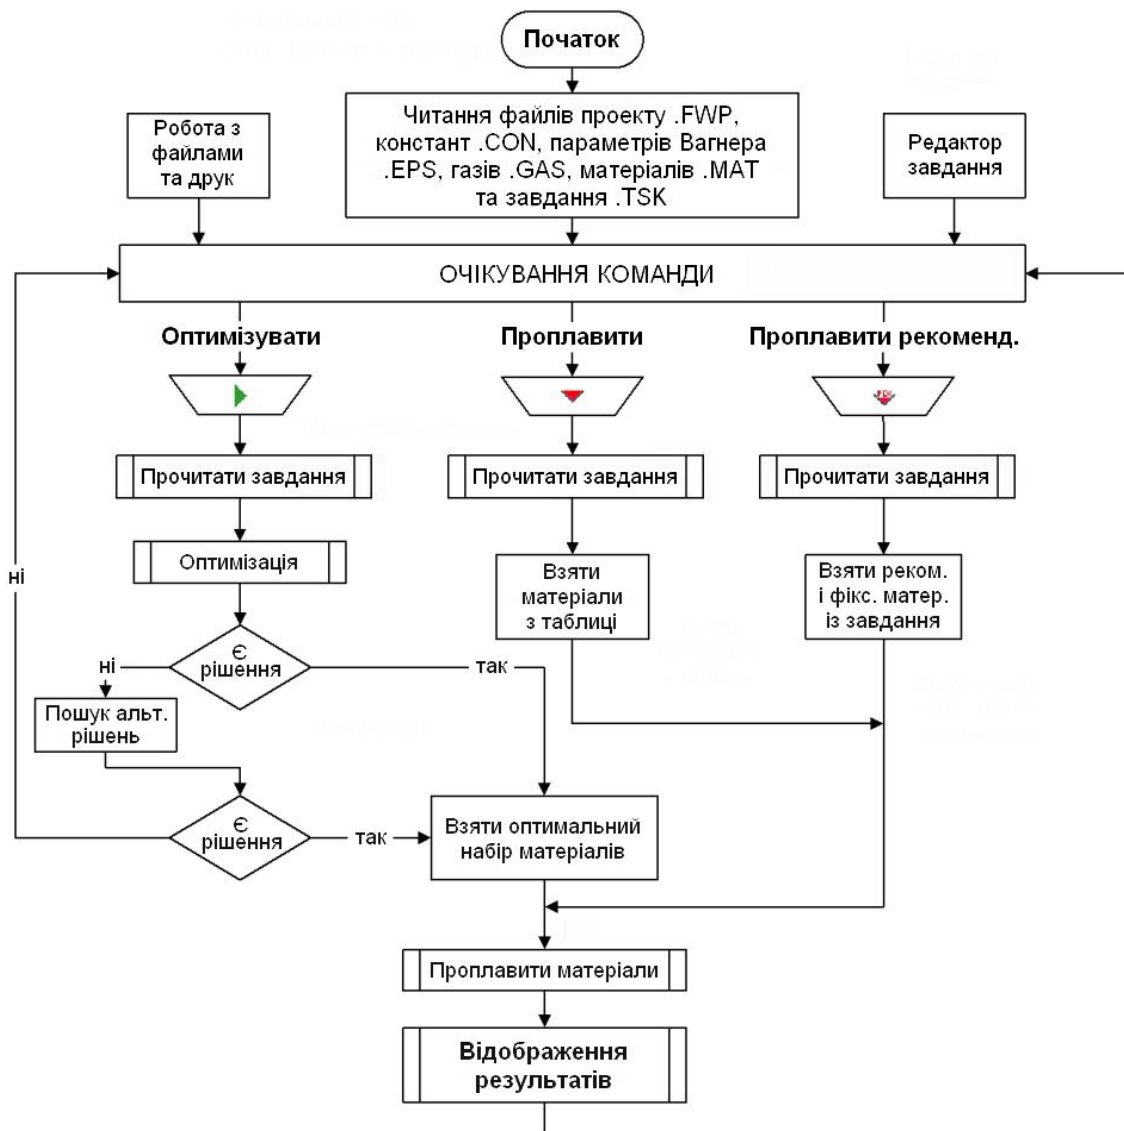 Початок
Читання файлів проекту .FWP,
констант .CON, параметрів Вагнера
.EPS, газів .GAS, матеріалів .MAT
та завдання .TSK
Робота з
файлами
та друк
Редактор
завдання
ОЧІКУВАННЯ КОМАНДИ
Оптимізувати
Проплавити
Проплавити рекоменд.
Прочитати завдання
Прочитати завдання
Прочитати завдання
Оптимізація
Взяти
матеріали
з таблиці
Взяти реком.
і фікс. матер.
із завдання
ні
Є
рішення
ні
так
Пошук альт.
рішень
Є
рішення
так
Взяти оптимальний
набір матеріалів
Проплавити матеріали
Відображення
результатів